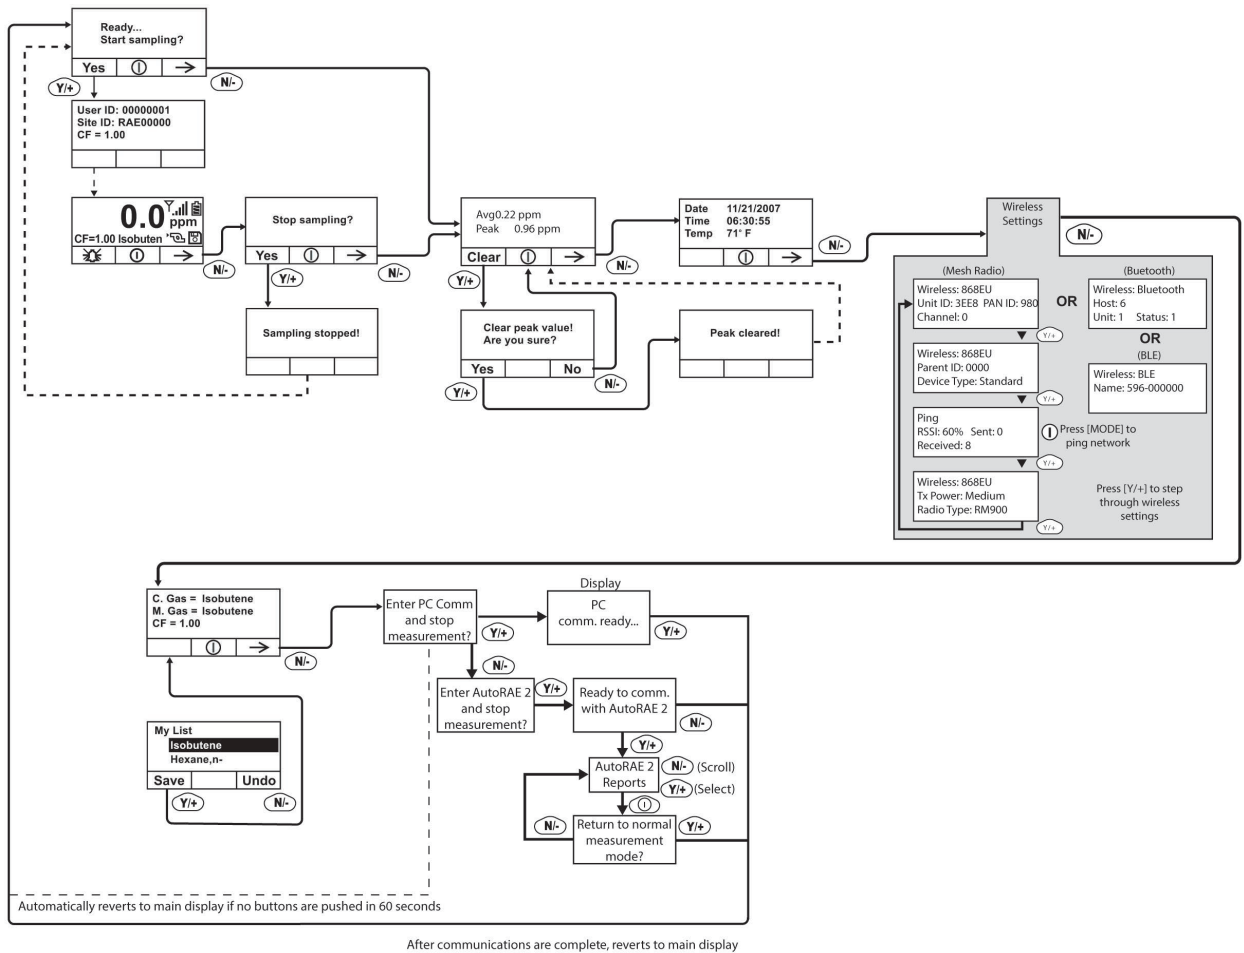 Ready...
Start sampling?
Yes
N/-
Y/+
User ID: 00000001
Site ID: RAE00000
CF = 1.00
0.0
ppm
CF=1.00 Isobuten
N/-
Stop sampling?
Yes
N/-
Y/+
Sampling stopped!
Avg0.22 ppm
Peak 0.96 ppm
Clear
N/-
Y/+
Clear peak value!
Are you sure?
Yes No
N/-
Y/+
Peak cleared!
Date 11/21/2007
Time 06:30:55
Temp 71° F
N/-
Wireless
Settings
N/-
(Mesh Radio)
Wireless: 868EU
Unit ID: 3EE8 PAN ID: 980
Channel: 0
Y/+
Wireless: 868EU
Parent ID: 0000
Device Type: Standard
Y/+
Ping
RSSI: 60% Sent: 0
Received: 8
Y/+
Wireless: 868EU
Tx Power: Medium
Radio Type: RM900
Y/+
OR
(Buetooth)
Wireless: Bluetooth
Host: 6
Unit: 1 Status: 1
OR
(BLE)
Wireless: BLE
Name: 596-000000
Press [MODE] to
ping network
Press [Y/+] to step
through wireless
settings
C. Gas = Isobutene
M. Gas = Isobutene
CF = 1.00
N/-
My List
Isobutene
Hexane,n-
Save Undo
Y/+
N/-
Enter PC Comm
and stop
measurement?
Y/+
N/-
Display
PC
comm. ready...
Y/+
Enter AutoRAE 2
and stop
measurement?
Y/+
Ready to comm.
with AutoRAE 2
N/-
Y/+
AutoRAE 2
Reports
N/- (Scroll)
Y/+ (Select)
Return to normal
measurement
mode?
N/-
Y/+
Automatically reverts to main display if no buttons are pushed in 60 seconds
After communications are complete, reverts to main display